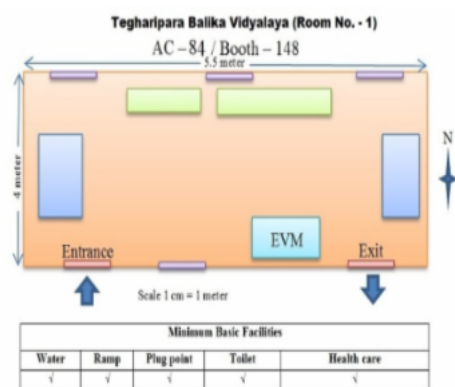 Tegharipara Balika Vidyalaya (Room No. - 1)
AC – 84 / Booth – 148
5.5 meter
4 meter
N
EVM
Entrance
Exit
Scale 1 cm = 1 meter
Minimum Basic Facilities
Water Ramp Plug point Toilet Health care
√ √ √ √ √